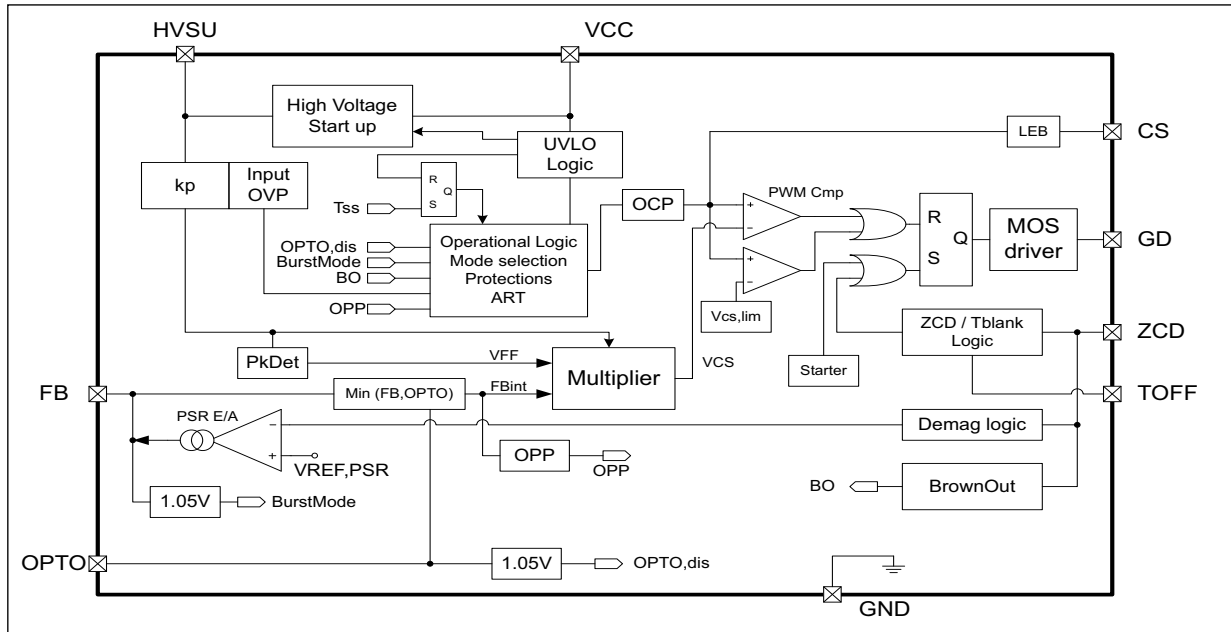 HVSU
VCC
High Voltage
Start up
UVLO
Logic
LEB
CS
kp
Input
OVP
R
Q
S
Tss
OCP
PWM Cmp
+
−
+
−
R
Q
S
MOS
driver
GD
OPTO,dis
BurstMode
BO
OPP
Operational Logic
Mode selection
Protections
ART
Vcs,lim
Starter
ZCD / Tblank
Logic
ZCD
PkDet
VFF
Multiplier
VCS
FB
Min (FB,OPTO)
FBint
TOFF
PSR E/A
−
+
VREF,PSR
OPP
OPP
Demag logic
1.05V
BurstMode
BO
BrownOut
OPTO
1.05V
OPTO,dis
GND